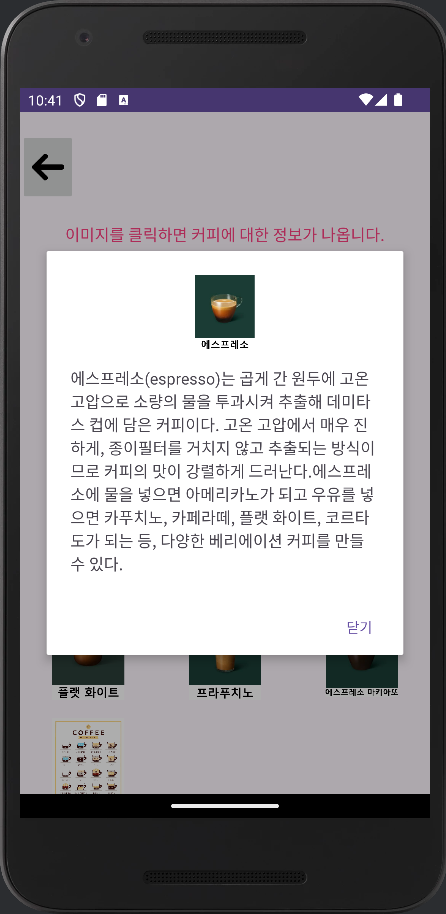 10:41
A
이미지를 클릭하면 커피에 대한 정보가 나옵니다.
에스프레소
에스프레소(espresso)는 곱게 간 원두에 고온
고압으로 소량의 물을 투과시켜 추출해 데미타
스 컵에 담은 커피이다. 고온 고압에서 매우 진
하게, 종이필터를 거치지 않고 추출되는 방식이
므로 커피의 맛이 강렬하게 드러난다.에스프레
소에 물을 넣으면 아메리카노가 되고 우유를 넣
으면 카푸치노, 카페라떼, 플랫 화이트, 코르타
도가 되는 등, 다양한 베리에이션 커피를 만들
수 있다.
닫기
플랫 화이트
프라푸치노
에스프레소 마키아또
COFFEE